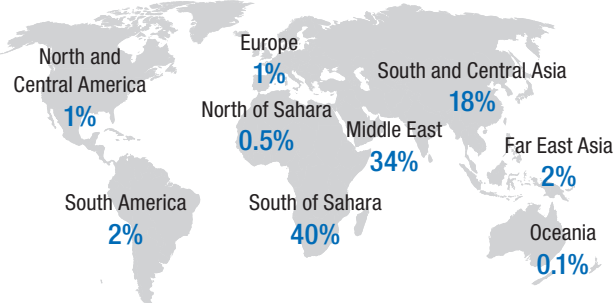 North and
Central America
1%
Europe
1%
South and Central Asia
18%
North of Sahara
0.5%
Middle East
34%
Far East Asia
2%
South America
2%
South of Sahara
40%
Oceania
0.1%